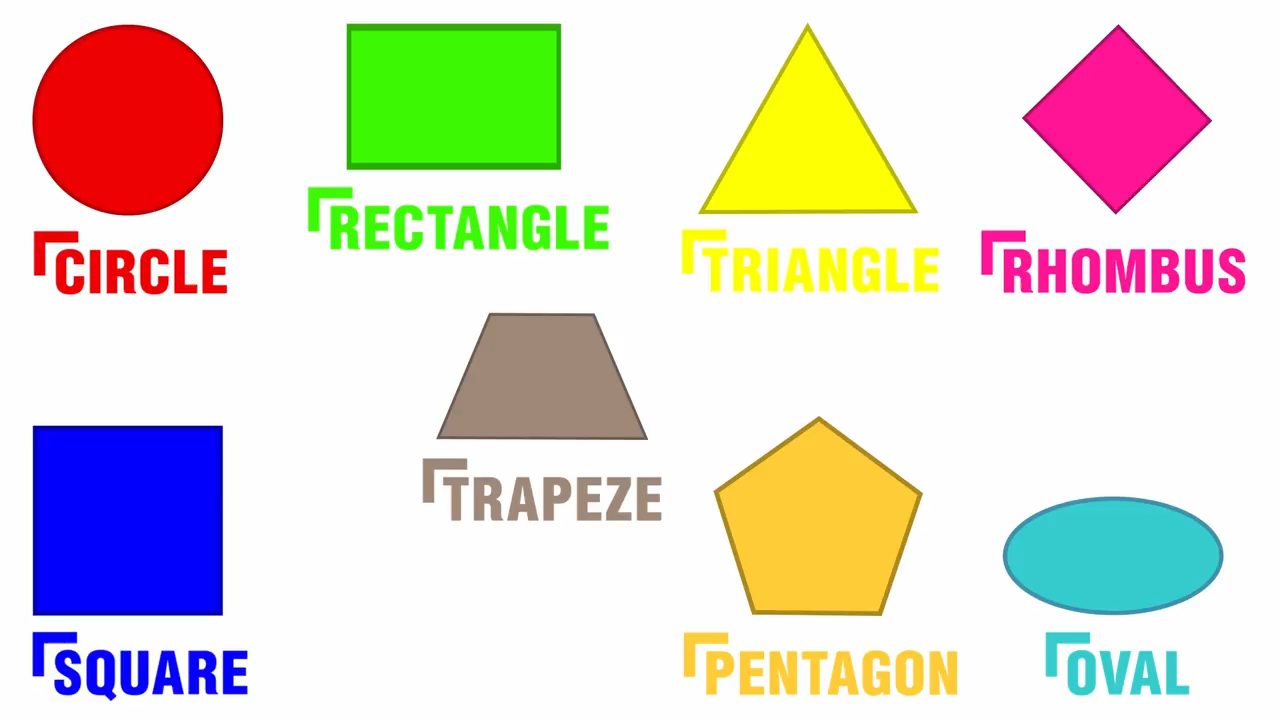 CIRCLE
RECTANGLE
TRIANGLE
RHOMBUS
TRAPEZE
SQUARE
PENTAGON
OVAL